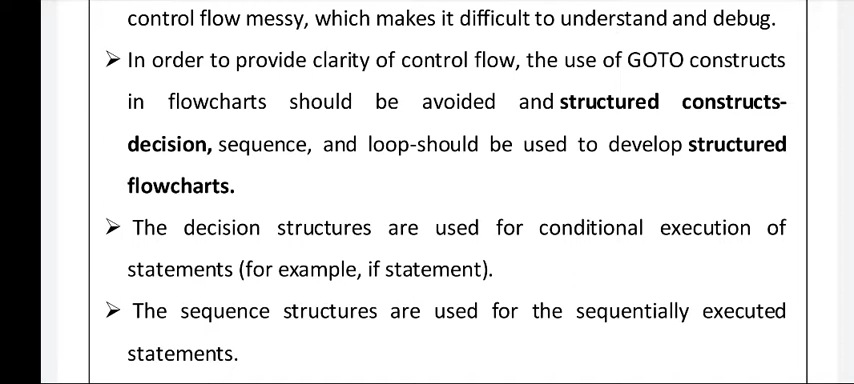 control flow messy, which makes it difficult to understand and debug.
➢ In order to provide clarity of control flow, the use of GOTO constructs
in flowcharts should be avoided and structured constructs-
decision, sequence, and loop-should be used to develop structured
flowcharts.
➢ The decision structures are used for conditional execution of
statements (for example, if statement).
➢ The sequence structures are used for the sequentially executed
statements.